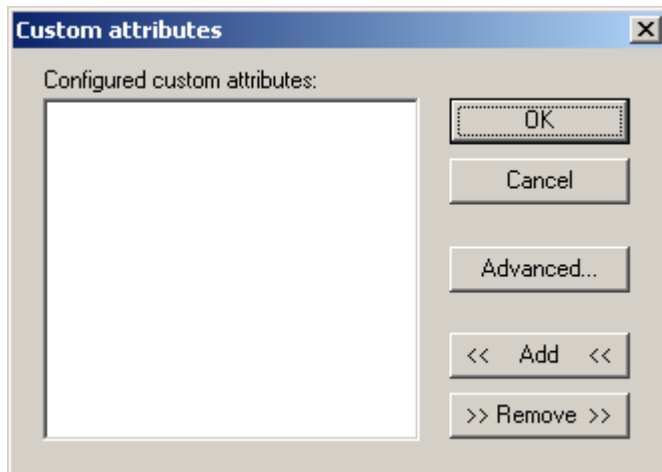 Custom attributes
Configured custom attributes:
OK
Cancel
Advanced...
<< Add <<
>> Remove >>